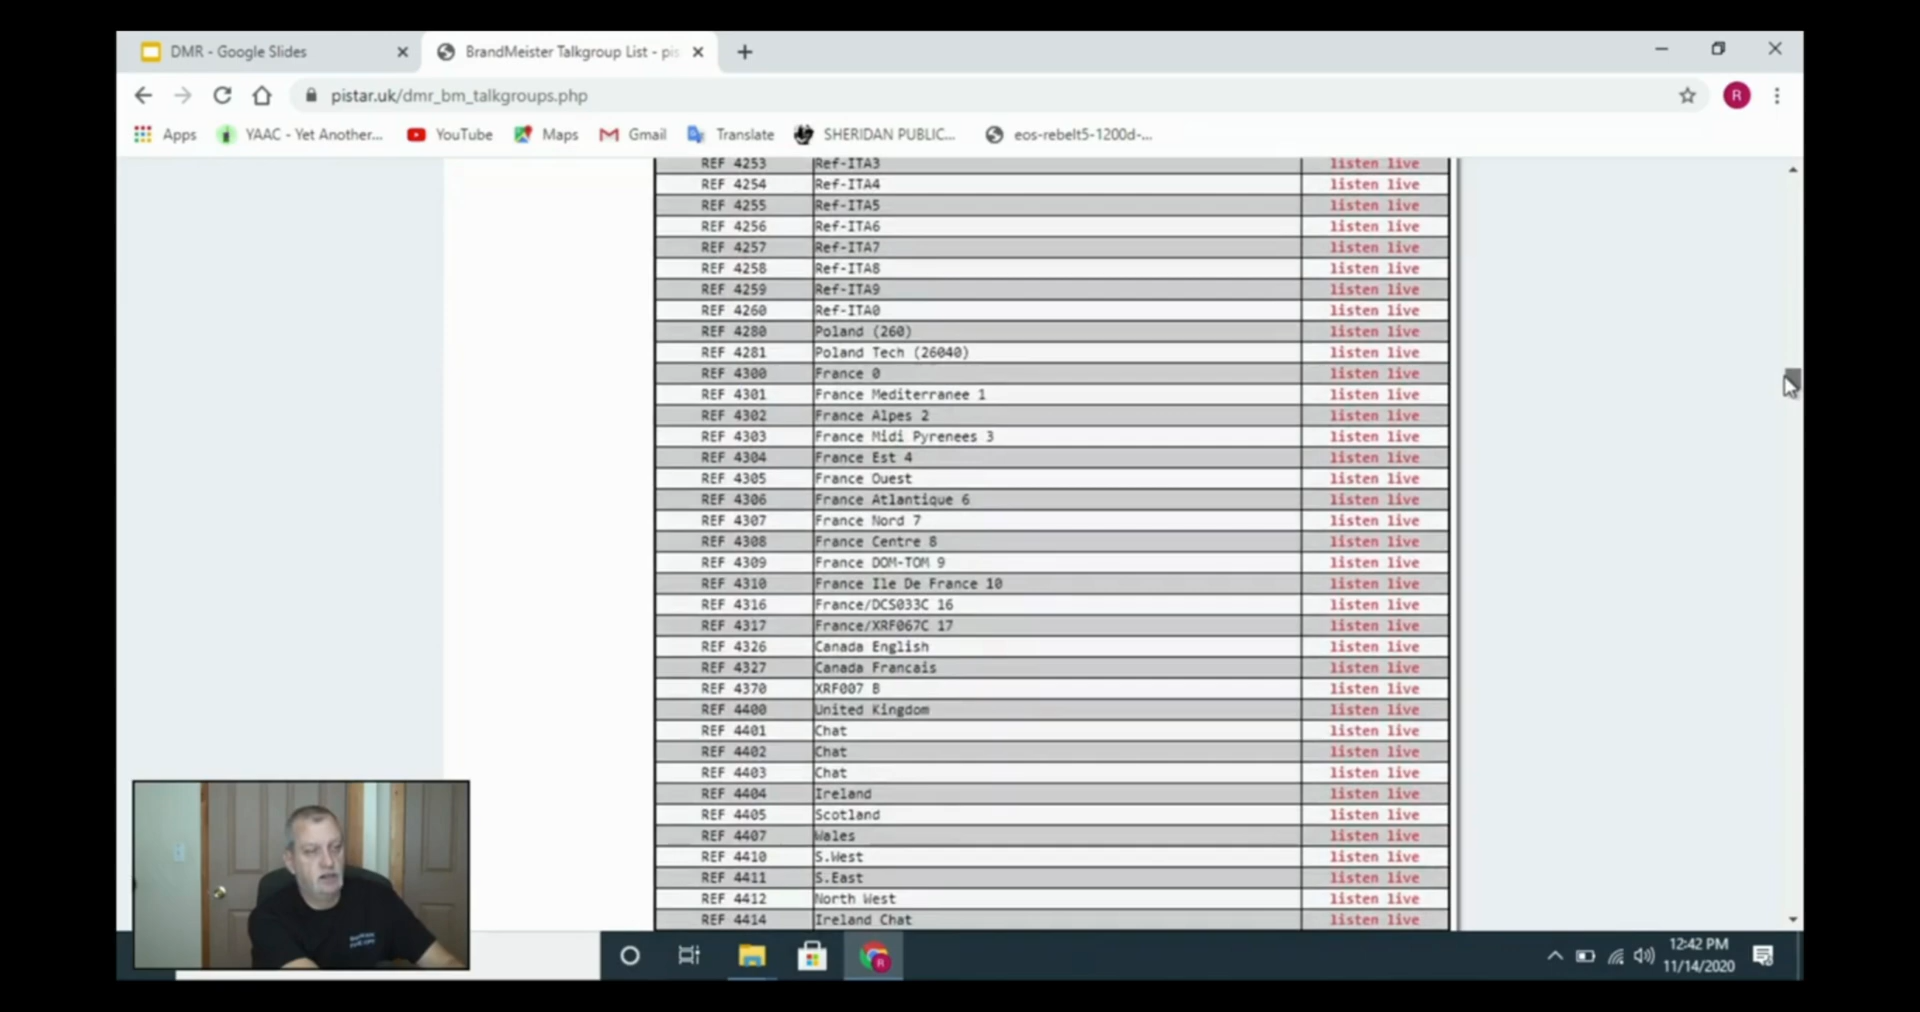 DMR - Google Slides
BrandMeister Talkgroup List - pis
pistar.uk/dmr_bm_talkgroups.php
R
Apps YAAC - Yet Another... YouTube Maps Gmail Translate SHERIDAN PUBLIC... eos-rebelt5-1200d-...
REF 4253 Ref-ITA3 listen live
REF 4254 Ref-ITA4 listen live
REF 4255 Ref-ITA5 listen live
REF 4256 Ref-ITA6 listen live
REF 4257 Ref-ITA7 listen live
REF 4258 Ref-ITA8 listen live
REF 4259 Ref-ITA9 listen live
REF 4260 Ref-ITA0 listen live
REF 4280 Poland (260) listen live
REF 4281 Poland Tech (26040) listen live
REF 4300 France 0 listen live
REF 4301 France Mediterranee 1 listen live
REF 4302 France Alpes 2 listen live
REF 4303 France Midi Pyrenees 3 listen live
REF 4304 France Est 4 listen live
REF 4305 France Ouest listen live
REF 4306 France Atlantique 6 listen live
REF 4307 France Nord 7 listen live
REF 4308 France Centre 8 listen live
REF 4309 France DOM-TOM 9 listen live
REF 4310 France Ile De France 10 listen live
REF 4316 France/DCS033C 16 listen live
REF 4317 France/XRF067C 17 listen live
REF 4326 Canada English listen live
REF 4327 Canada Francais listen live
REF 4370 XRF007 B listen live
REF 4400 United Kingdom listen live
REF 4401 Chat listen live
REF 4402 Chat listen live
REF 4403 Chat listen live
REF 4404 Ireland listen live
REF 4405 Scotland listen live
REF 4407 Wales listen live
REF 4410 S.West listen live
REF 4411 S.East listen live
REF 4412 North West listen live
REF 4414 Ireland Chat listen live
R
12:42 PM
11/14/2020